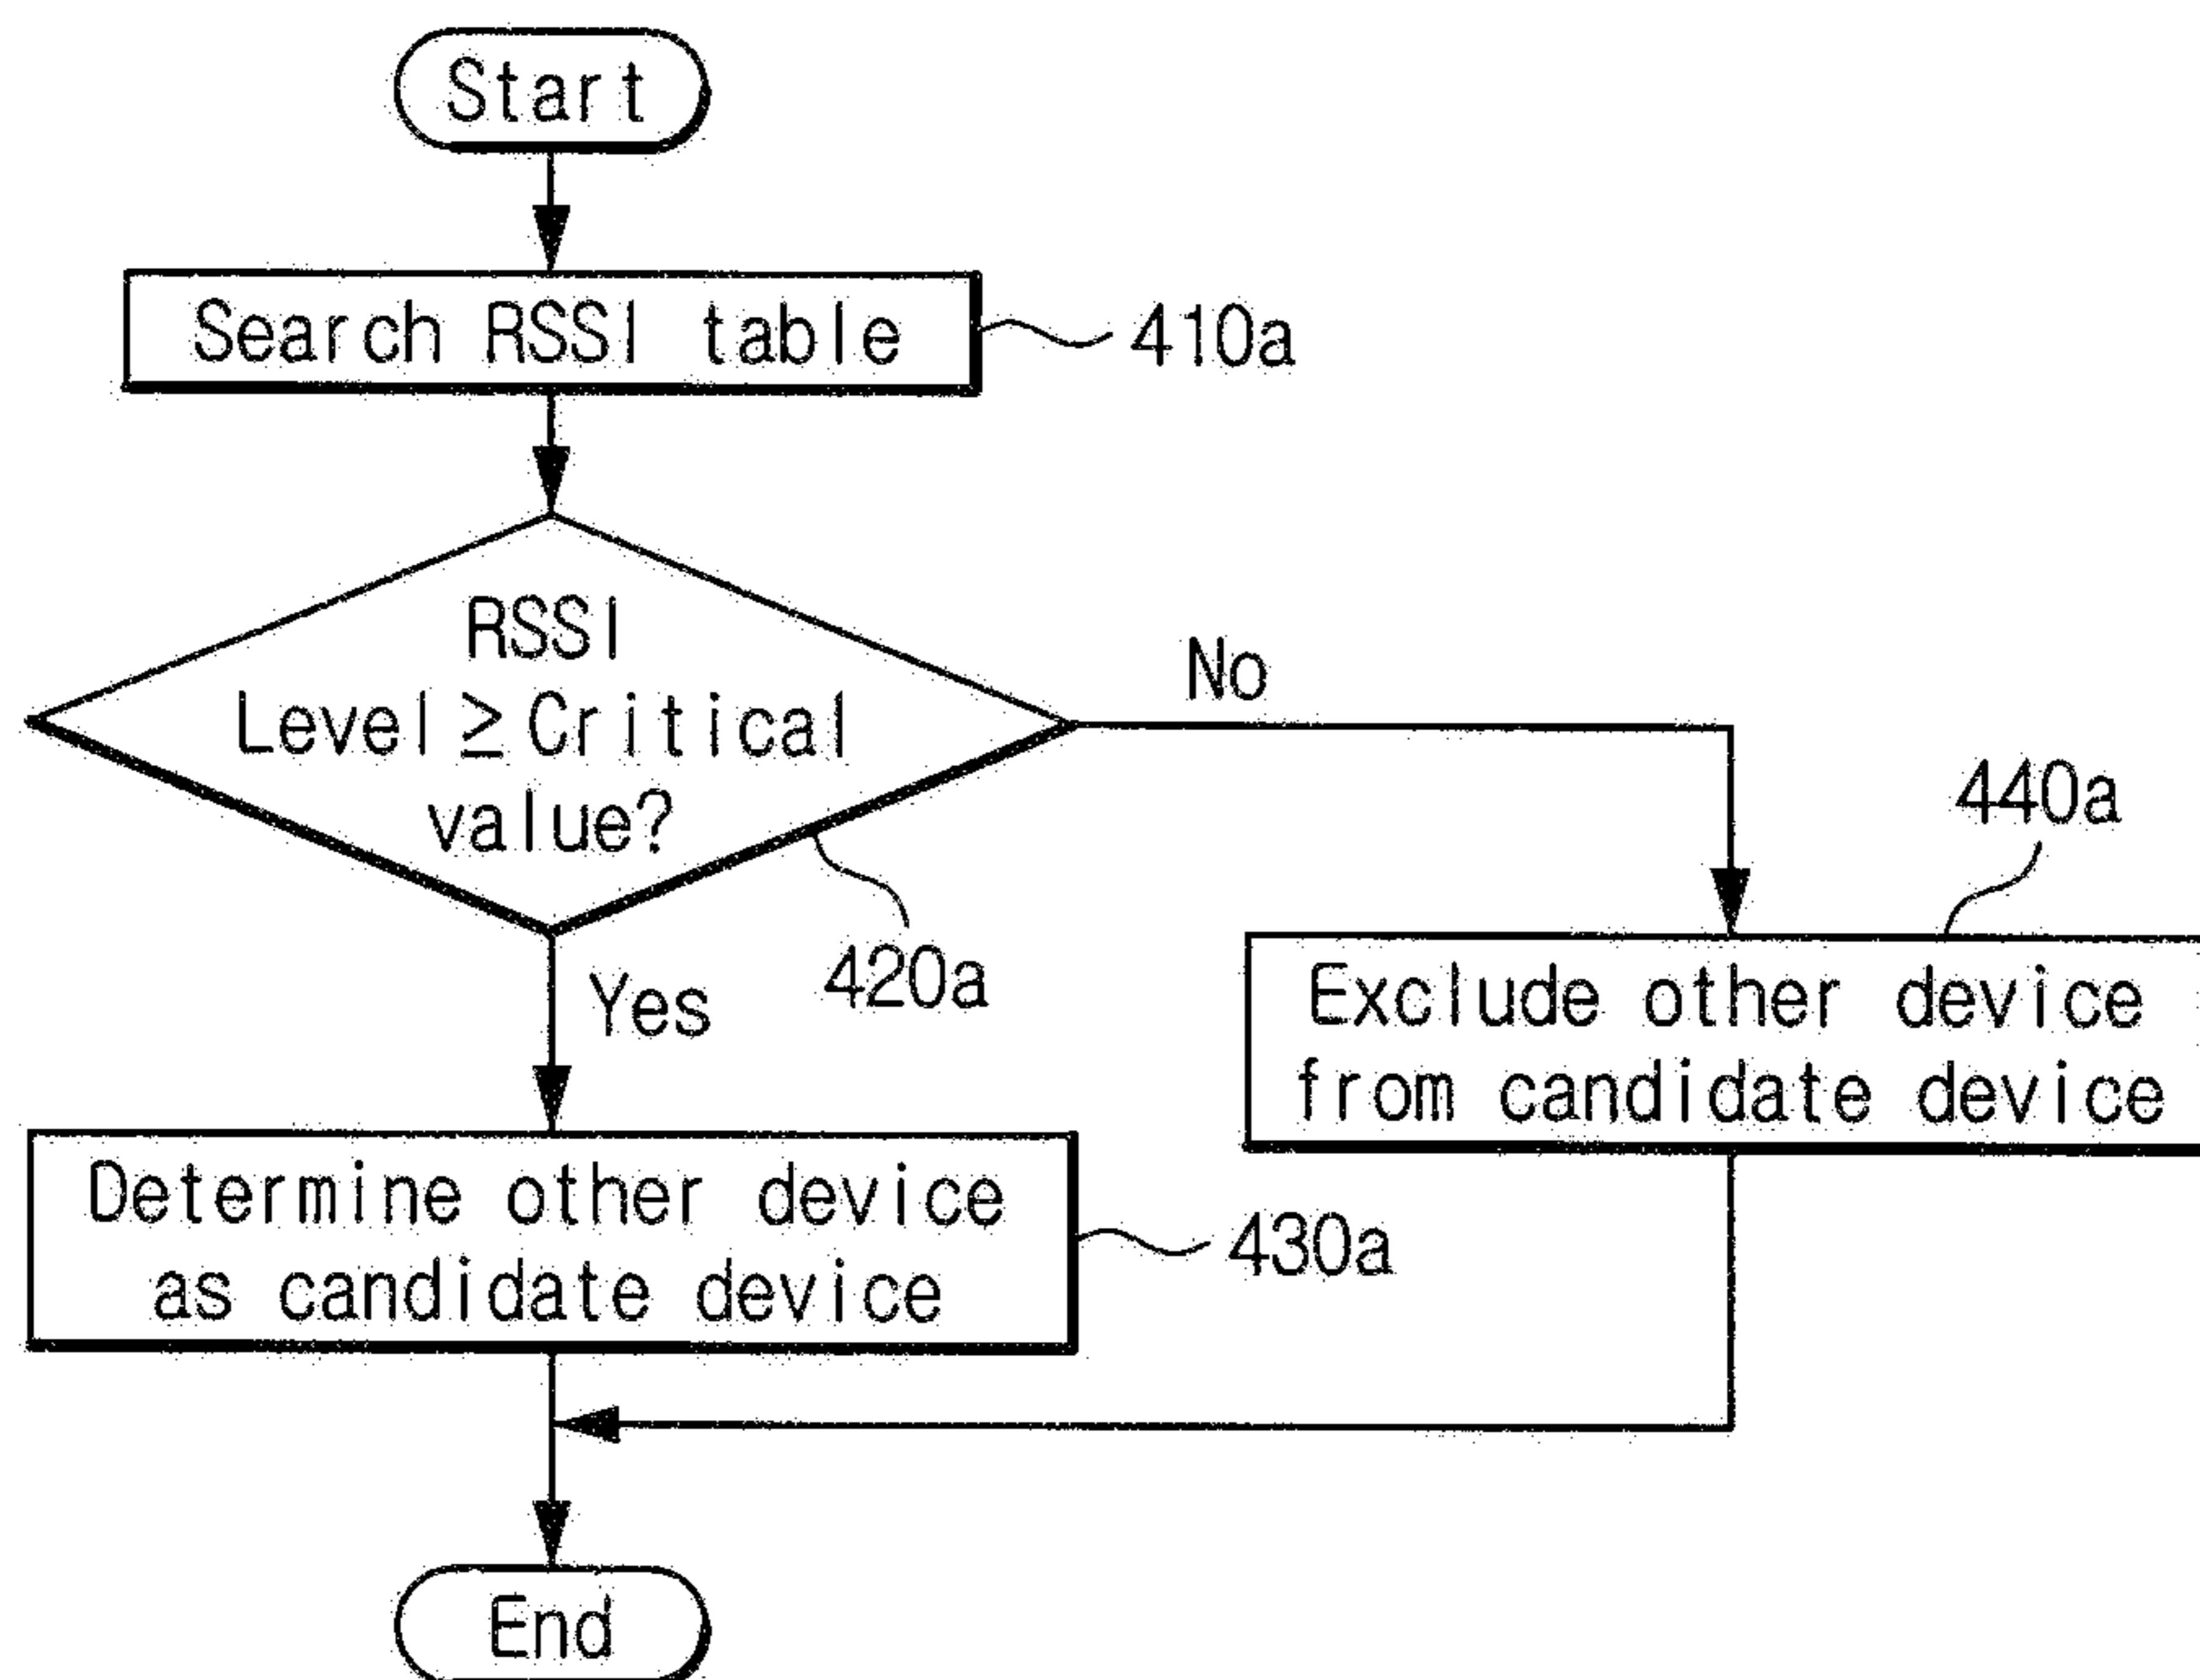 Start
Search RSSI table
410a
RSSI
Level ≥ Critical
value?
No
420a
Yes
440a
Exclude other device
from candidate device
Determine other device
as candidate device
430a
End